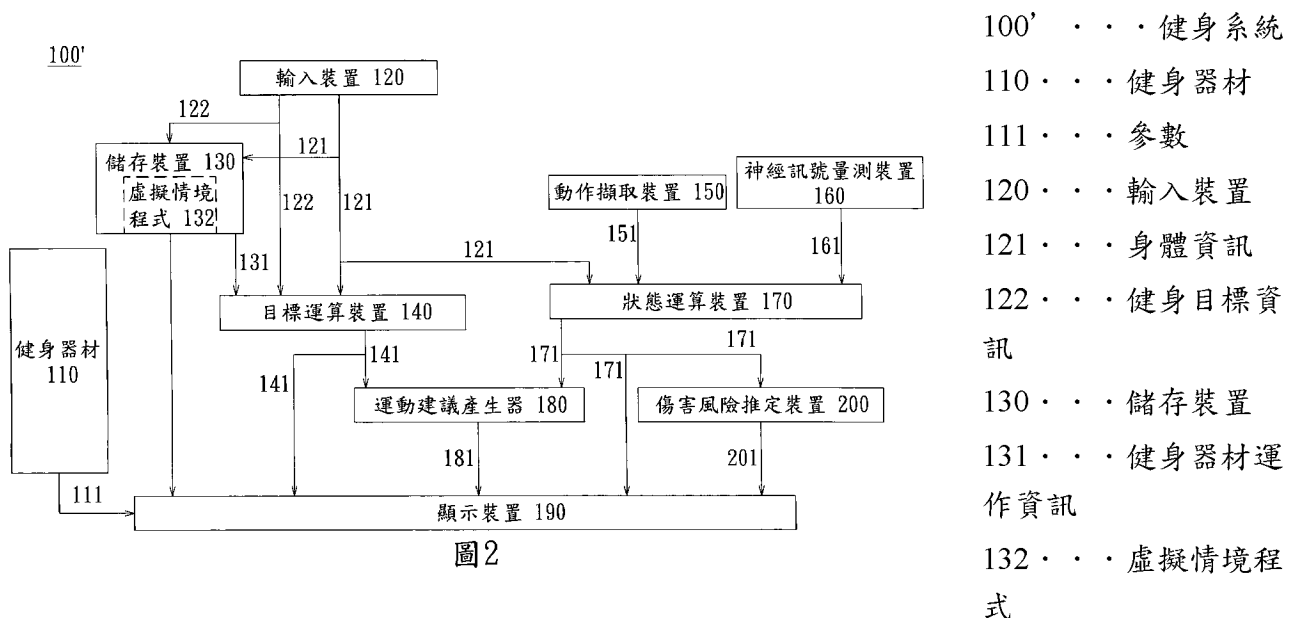 100'
輸入裝置 120
122
121
儲存裝置 130
虛擬情境
程式 132
122
121
動作擷取裝置 150
神經訊號量測裝置
160
151
161
131
121
目標運算裝置 140
狀態運算裝置 170
健身器材
110
141
141
171
171
171
運動建議產生器 180
傷害風險推定裝置 200
181
201
111
顯示裝置 190
圖2
100'···健身系統
110···健身器材
111···參數
120···輸入裝置
121···身體資訊
122···健身目標資
訊
130···儲存裝置
131···健身器材運
作資訊
132···虛擬情境程
式